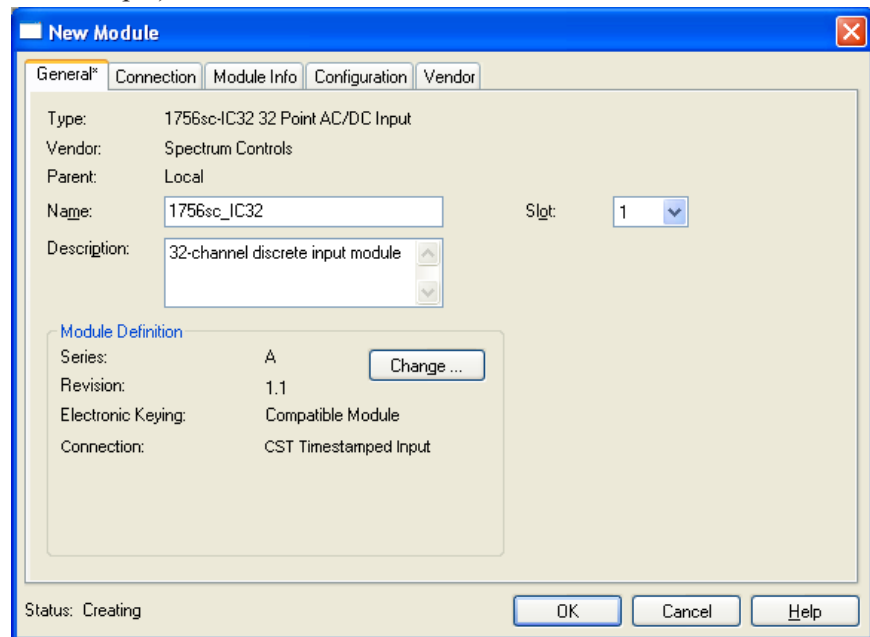 New Module
General* Connection Module Info Configuration Vendor
Type: 1756sc-IC32 32 Point AC/DC Input
Vendor: Spectrum Controls
Parent: Local
Name: 1756sc_IC32 Slot: 1
Description: 32-channel discrete input module
Module Definition
Series: A Change ...
Revision: 1.1
Electronic Keying: Compatible Module
Connection: CST Timestamped Input
Status: Creating OK Cancel Help